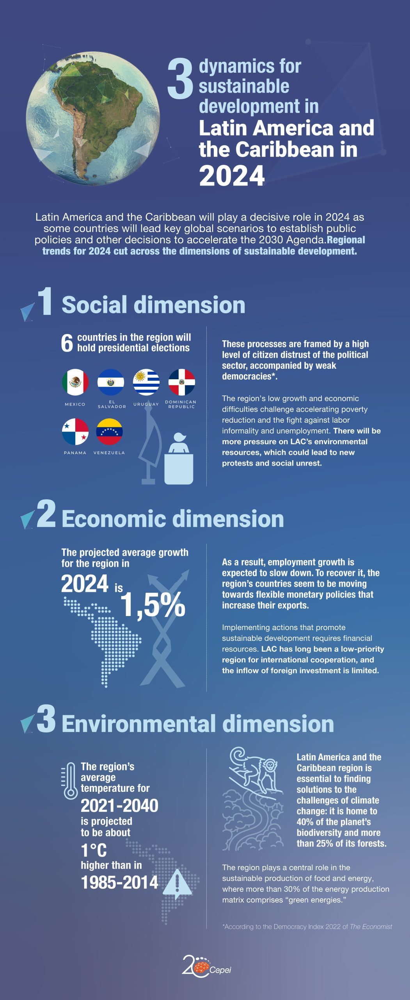 3 dynamics for
sustainable
development in
Latin America and
the Caribbean in
2024
Latin America and the Caribbean will play a decisive role in 2024 as
some countries will lead key global scenarios to establish public
policies and other decisions to accelerate the 2030 Agenda.Regional
trends for 2024 cut across the dimensions of sustainable development.
1 Social dimension
6 countries in the region will
hold presidential elections
MEXICO
EL
SALVADOR
URUGUAY
DOMINICAN
REPUBLIC
PANAMA
VENEZUELA
These processes are framed by a high
level of citizen distrust of the political
sector, accompanied by weak
democracies*.
The region's low growth and economic
difficulties challenge accelerating poverty
reduction and the fight against labor
informality and unemployment. There will be
more pressure on LAC's environmental
resources, which could lead to new
protests and social unrest.
2 Economic dimension
The projected average growth
for the region in
2024 is
1,5%
As a result, employment growth is
expected to slow down. To recover it, the
region's countries seem to be moving
towards flexible monetary policies that
increase their exports.
Implementing actions that promote
sustainable development requires financial
resources. LAC has long been a low-priority
region for international cooperation, and
the inflow of foreign investment is limited.
3 Environmental dimension
The region's
average
temperature for
2021-2040
is projected
to be about
1°C
higher than in
1985-2014
Latin America and the
Caribbean region is
essential to finding
solutions to the
challenges of climate
change: it is home to
40% of the planet's
biodiversity and more
than 25% of its forests.
The region plays a central role in the
sustainable production of food and energy,
where more than 30% of the energy production
matrix comprises “green energies.”
*According to the Democracy Index 2022 of The Economist
20 Cepei